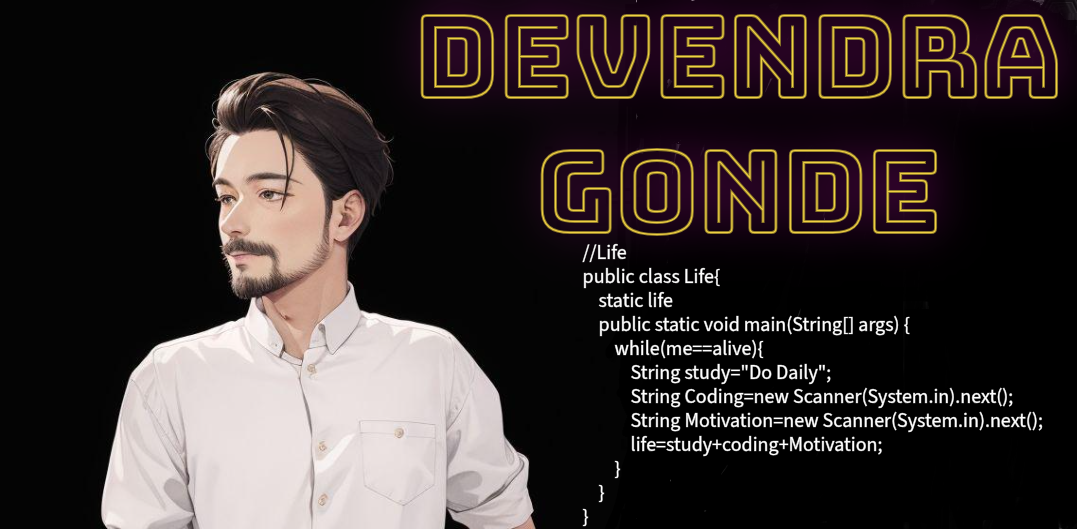 DEVENDRA
GONDE
//Life
public class Life{
static life
public static void main(String[] args) {
while(me==alive){
String study="Do Daily";
String Coding=new Scanner(System.in).next();
String Motivation=new Scanner(System.in).next();
life=study+coding+Motivation;
}
}
}